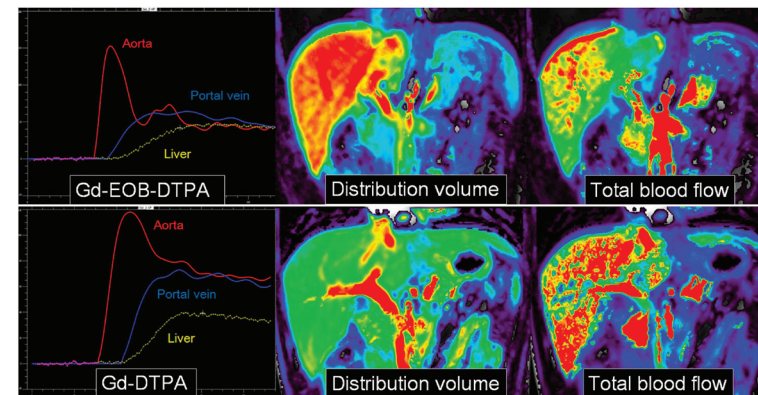 Aorta
Portal vein
Liver
Gd-EOB-DTPA
Distribution volume
Total blood flow
Aorta
Portal vein
Liver
Gd-DTPA
Distribution volume
Total blood flow